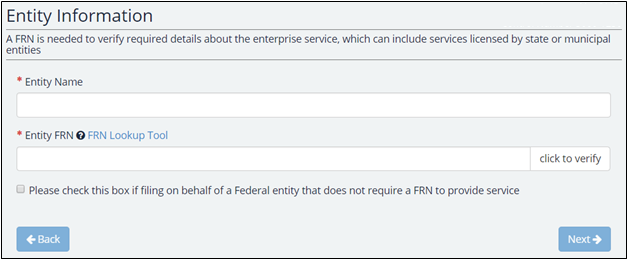 Entity Information
A FRN is needed to verify required details about the enterprise service, which can include services licensed by state or municipal
entities
* Entity Name
* Entity FRN ? FRN Lookup Tool
click to verify
Please check this box if filing on behalf of a Federal entity that does not require a FRN to provide service
← Back
Next →